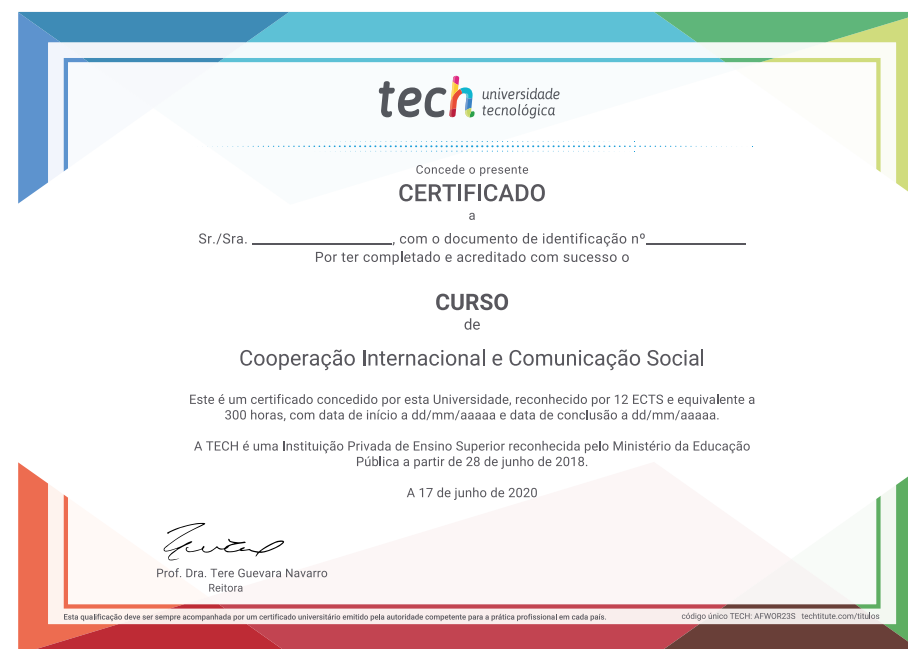 tech universidade
tecnológica
Concede o presente
CERTIFICADO
a
Sr./Sra. ____________________, com o documento de identificação nº______________
Por ter completado e acreditado com sucesso o
CURSO
de
Cooperação Internacional e Comunicação Social
Este é um certificado concedido por esta Universidade, reconhecido por 12 ECTS e equivalente a
300 horas, com data de início a dd/mm/aaaaa e data de conclusão a dd/mm/aaaaa.
A TECH é uma Instituição Privada de Ensino Superior reconhecida pelo Ministério da Educação
Pública a partir de 28 de junho de 2018.
A 17 de junho de 2020
Prof. Dra. Tere Guevara Navarro
Reitora
Esta qualificação deve ser sempre acompanhada por um certificado universitário emitido pela autoridade competente para a prática profissional em cada país. código único TECH: AFWOR23S techtitute.com/titulos